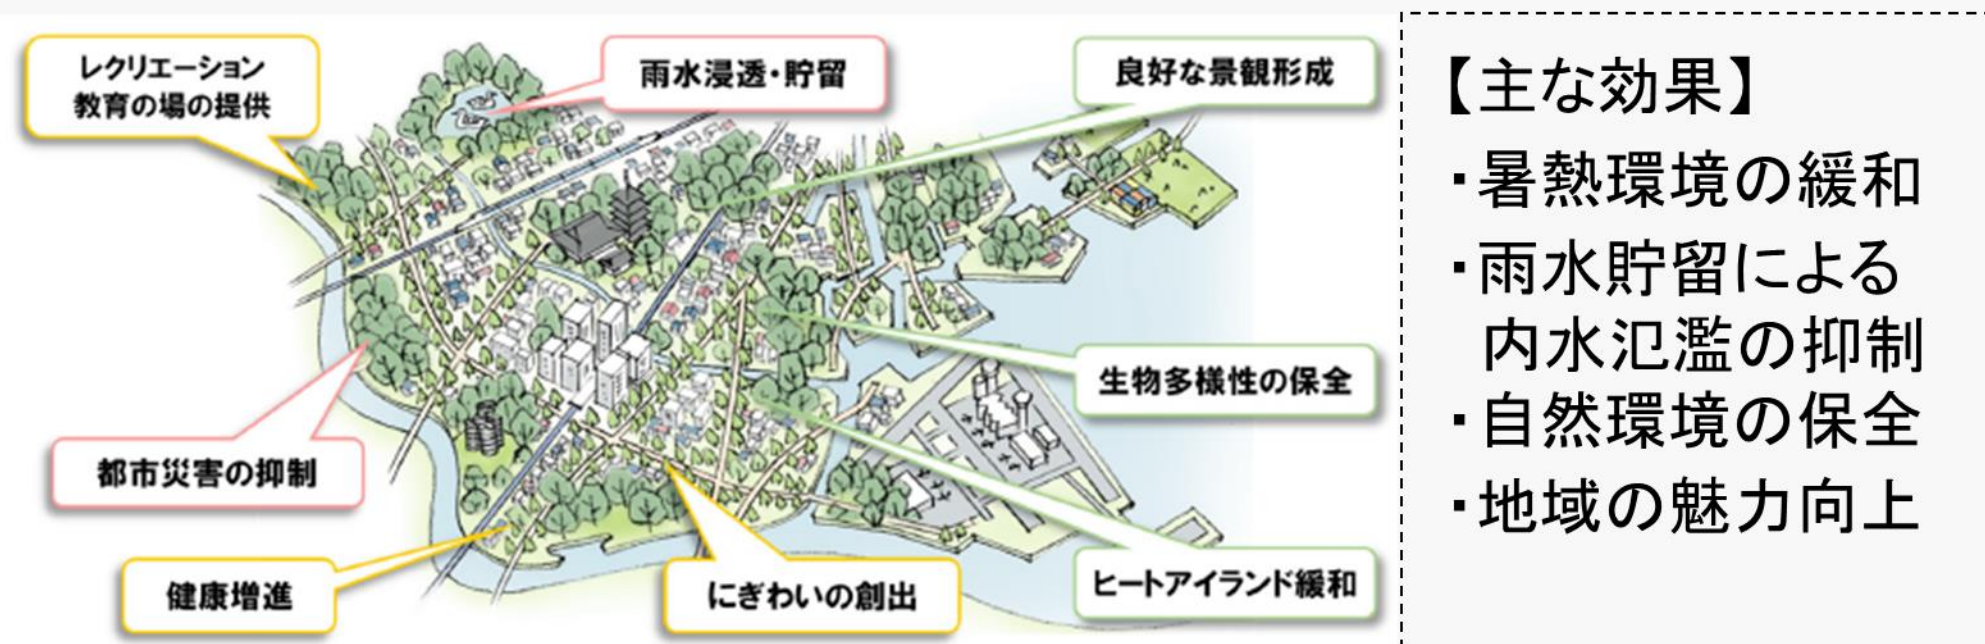 レクリエーション
教育の場の提供
雨水浸透・貯留
良好な景観形成
生物多様性の保全
都市災害の抑制
健康増進
にぎわいの創出
ヒートアイランド緩和
【主な効果】
・暑熱環境の緩和
・雨水貯留による
内水氾濫の抑制
・自然環境の保全
・地域の魅力向上